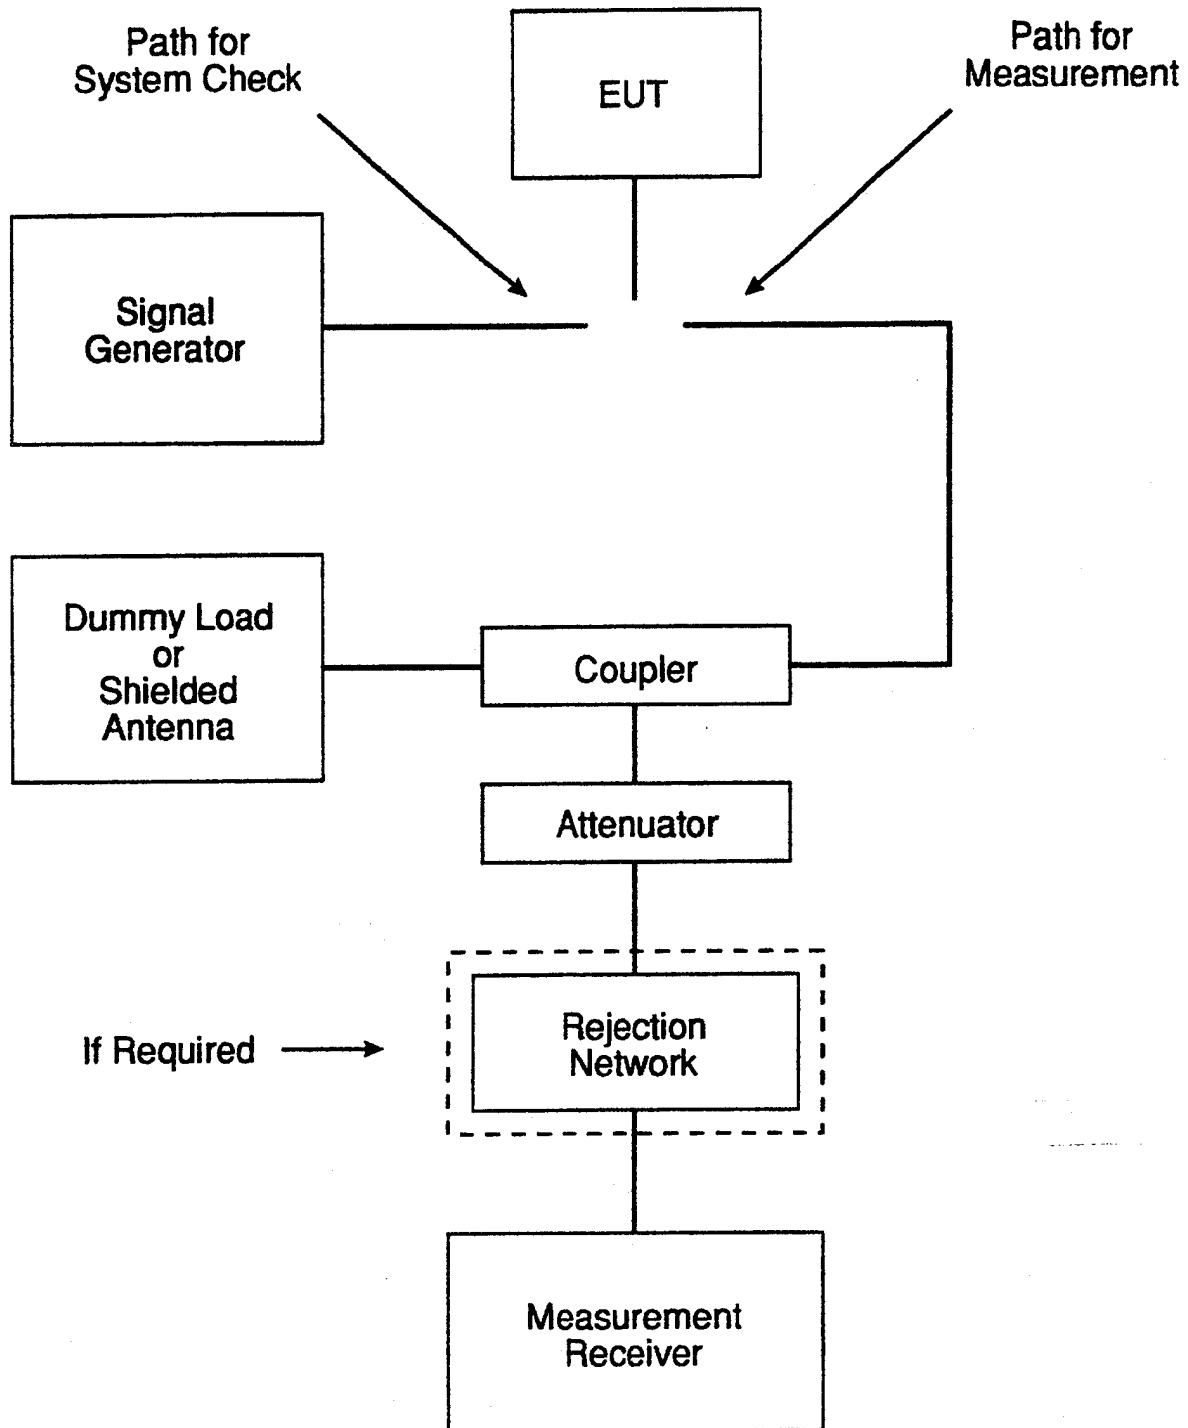 Path for
System Check
EUT
Path for
Measurement
Signal
Generator
Dummy Load
or
Shielded
Antenna
Coupler
Attenuator
If Required
Rejection
Network
Measurement
Receiver